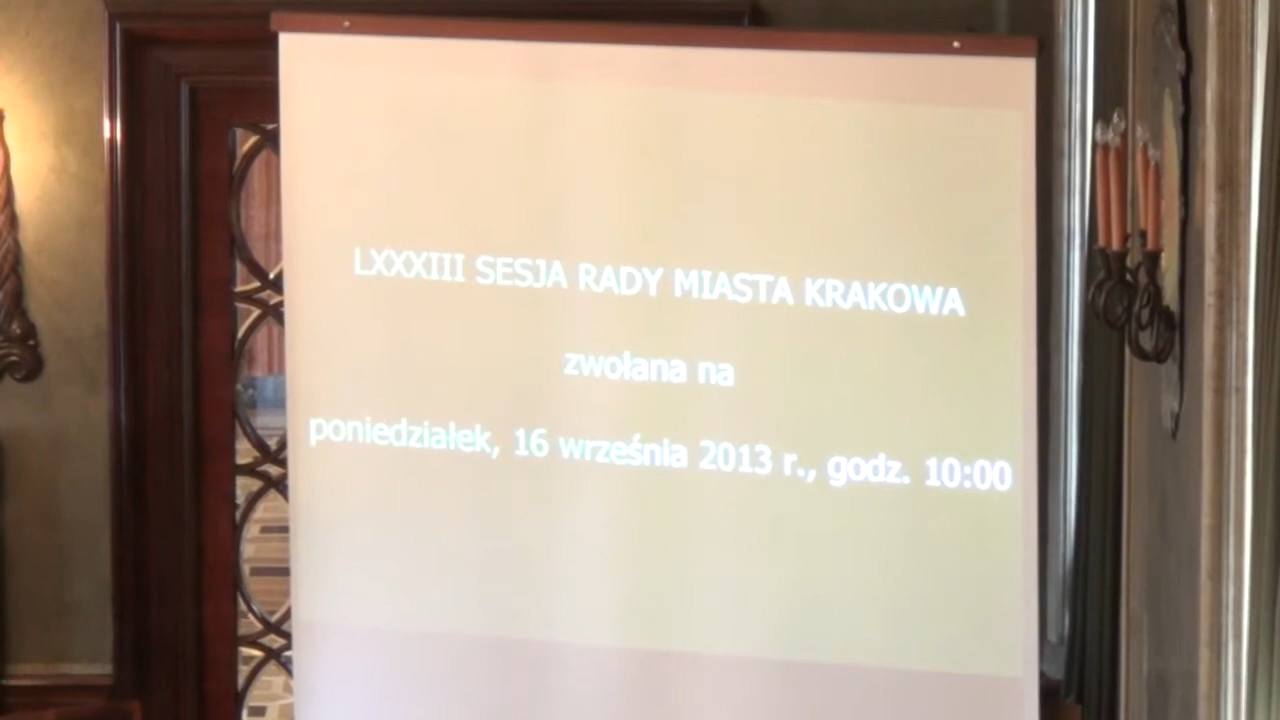 LXXXIII SESJA RADY MIASTA KRAKOWA
zwołana na
poniedziałek, 16 września 2013 r., godz. 10:00